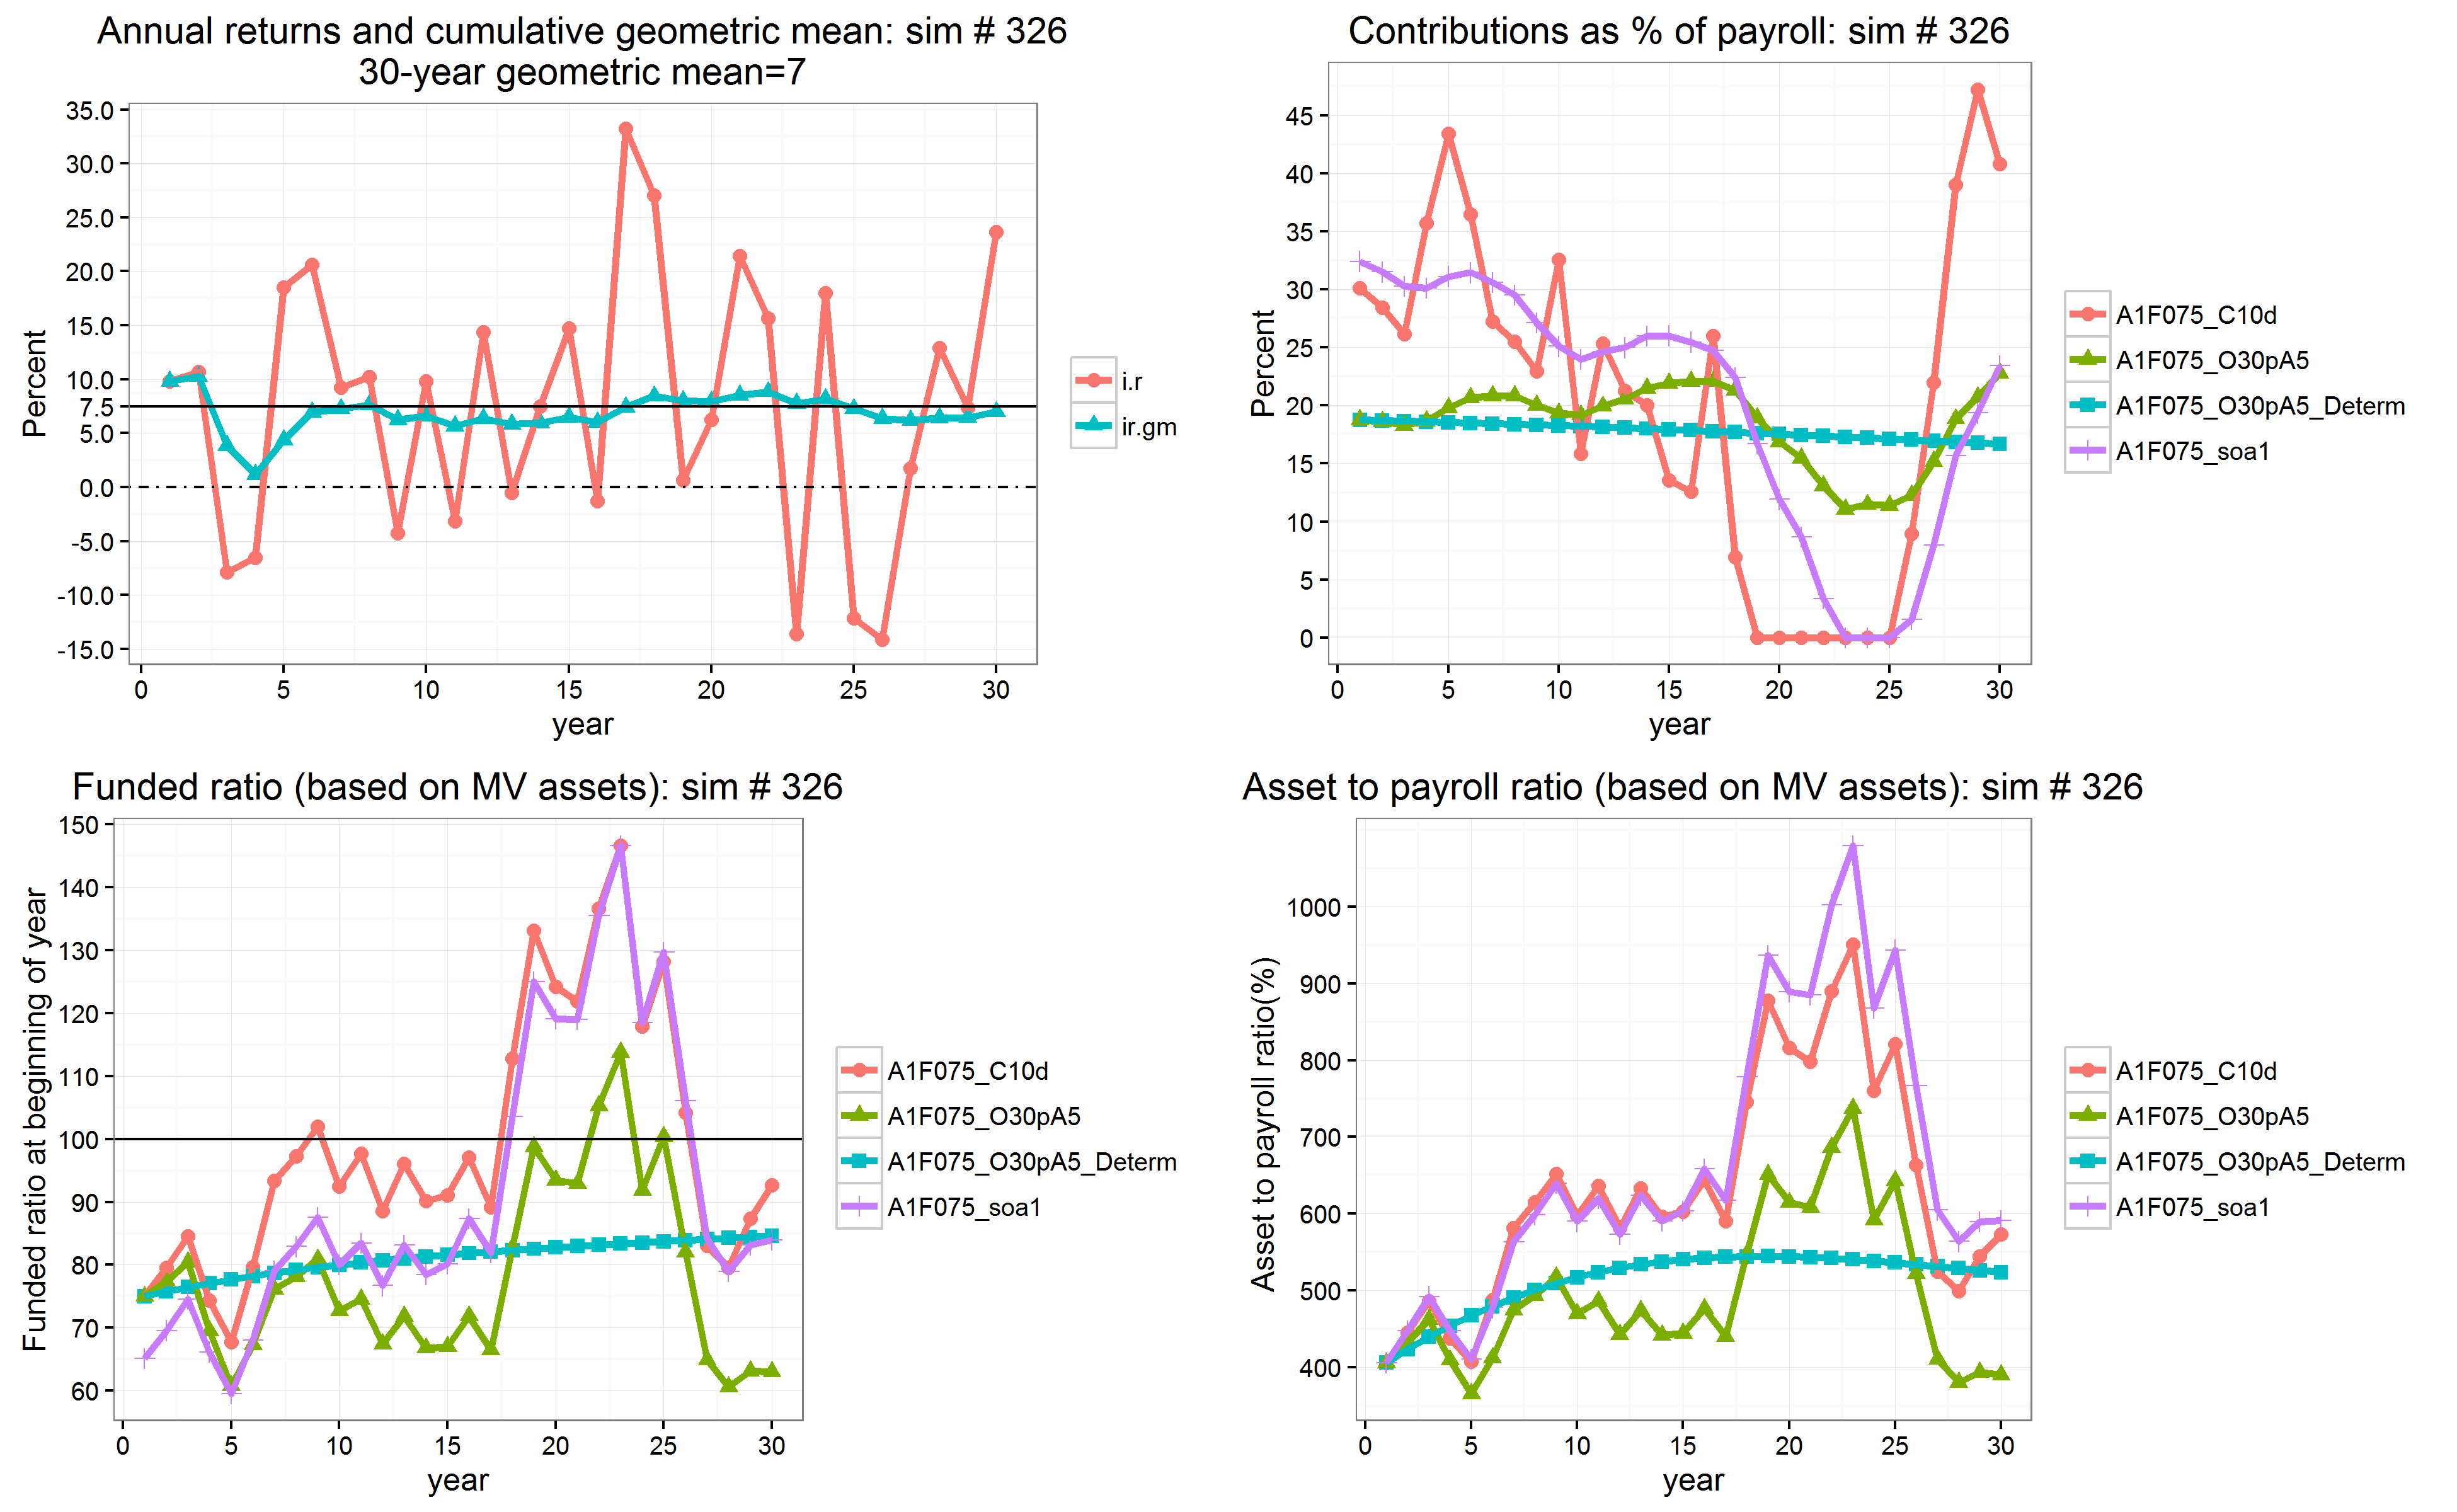 Annual returns and cumulative geometric mean: sim # 326
30-year geometric mean=7
35.0
30.0
25.0
20.0
15.0
10.0
7.5
5.0
0.0
-5.0
-10.0
-15.0
Percent
0 5 10 15 20 25 30
year
i.r
ir.gm
Contributions as % of payroll: sim # 326
45
40
35
30
25
20
15
10
5
0
Percent
0 5 10 15 20 25 30
year
A1F075_C10d
A1F075_O30pA5
A1F075_O30pA5_Determ
A1F075_soa1
Funded ratio (based on MV assets): sim # 326
150
140
130
120
110
100
90
80
70
60
Funded ratio at beginning of year
0 5 10 15 20 25 30
year
A1F075_C10d
A1F075_O30pA5
A1F075_O30pA5_Determ
A1F075_soa1
Asset to payroll ratio (based on MV assets): sim # 326
1000
900
800
700
600
500
400
Asset to payroll ratio(%)
0 5 10 15 20 25 30
year
A1F075_C10d
A1F075_O30pA5
A1F075_O30pA5_Determ
A1F075_soa1